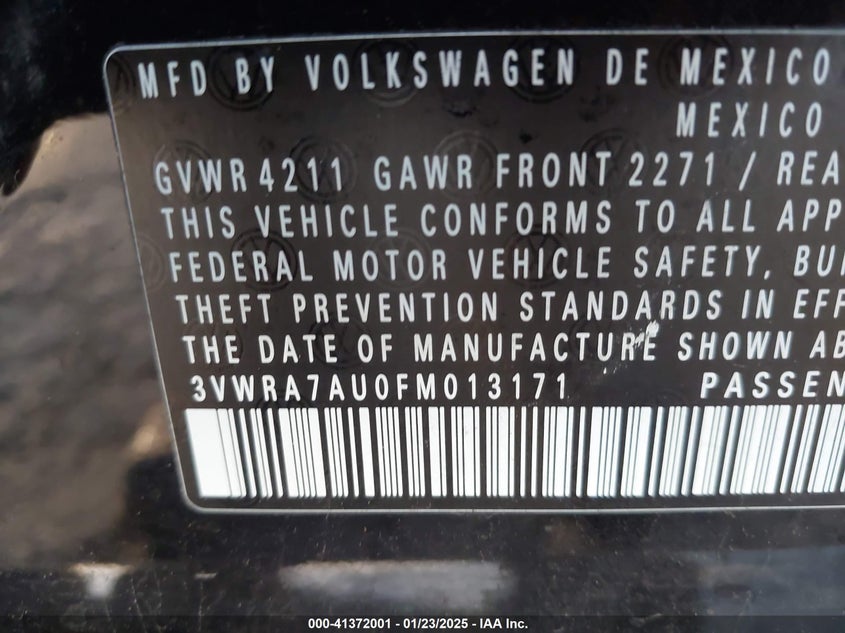 MFD BY VOLKSWAGEN DE MEXICO
MEXICO
GVWR 4211 GAWR FRONT 2271 / REA
THIS VEHICLE CONFORMS TO ALL APP
FEDERAL MOTOR VEHICLE SAFETY, BU
THEFT PREVENTION STANDARDS IN EFF
THE DATE OF MANUFACTURE SHOWN AB
3VWRA7AU0FM013171 PASSEN
000-41372001 - 01/23/2025 - IAA Inc.